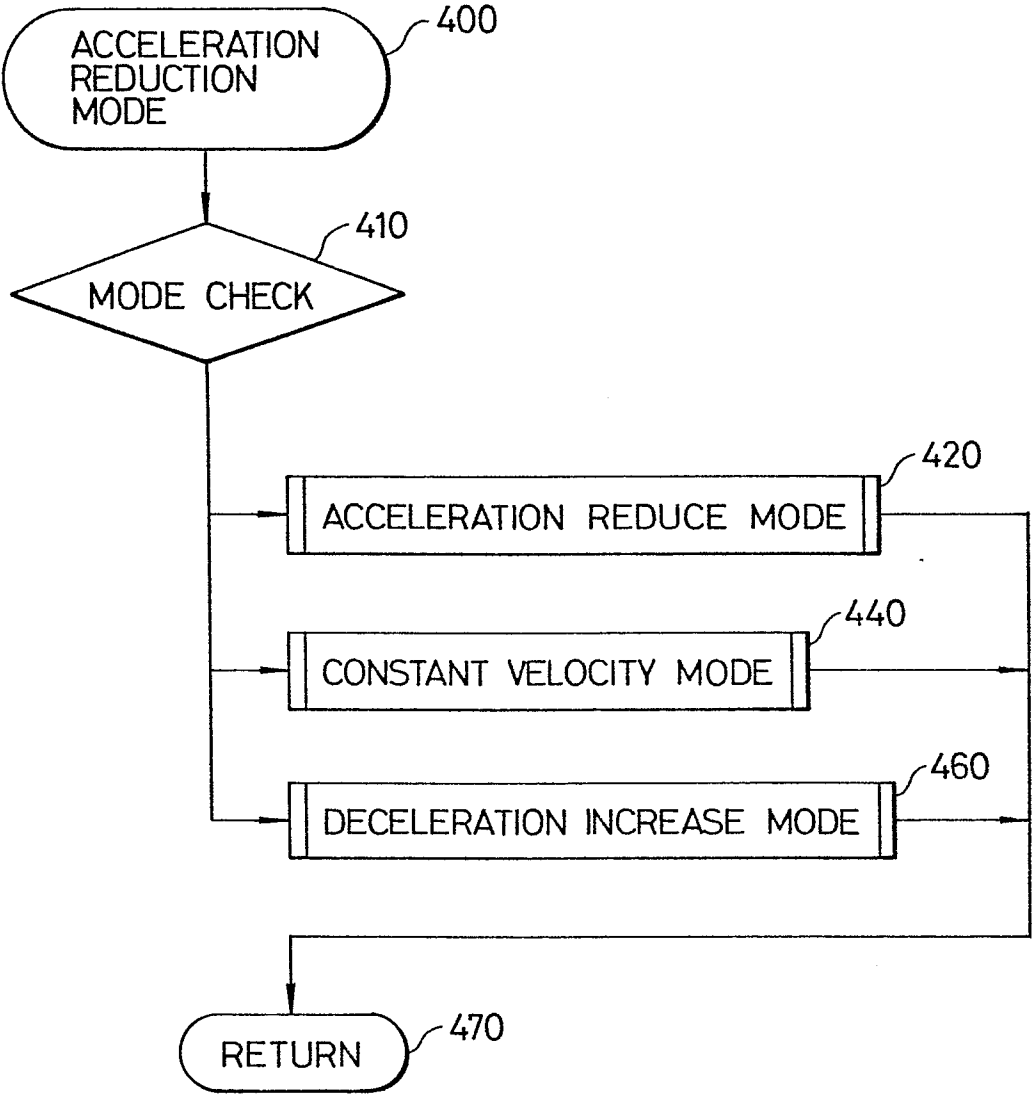 ACCELERATION
REDUCTION
MODE
400
410
MODE CHECK
420
ACCELERATION REDUCE MODE
440
CONSTANT VELOCITY MODE
460
DECELERATION INCREASE MODE
RETURN
470